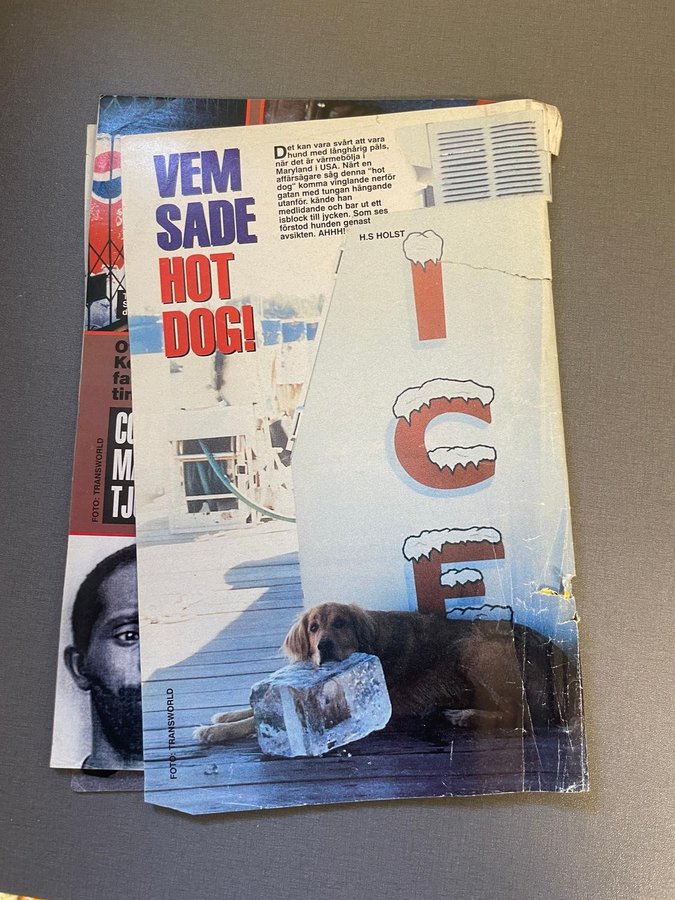 VEM
SADE
HOT
DOG!
Det kan vara svårt att vara
hund med långhårig päls,
när det är värmebölja i
Maryland i USA. Närt en
affärsägare såg denna "hot
dog" komma vinglande nerför
gatan med tungan hängande
utanför. kände han
medlidande och bar ut ett
isblock till jycken. Som ses
förstod hunden genast
avsikten. AHHH!
H.S HOLST
I
C
E
FOTO: TRANSWORLD
FOTO: TRANSWORLD